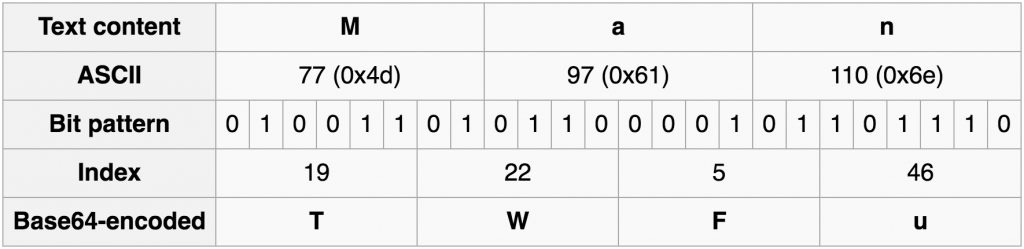 Text content M a n
ASCII 77 (0x4d) 97 (0x61) 110 (0x6e)
Bit pattern 0 1 0 0 1 1 0 1 0 1 1 0 0 0 0 1 0 1 1 0 1 1 1 0
Index 19 22 5 46
Base64-encoded T W F u